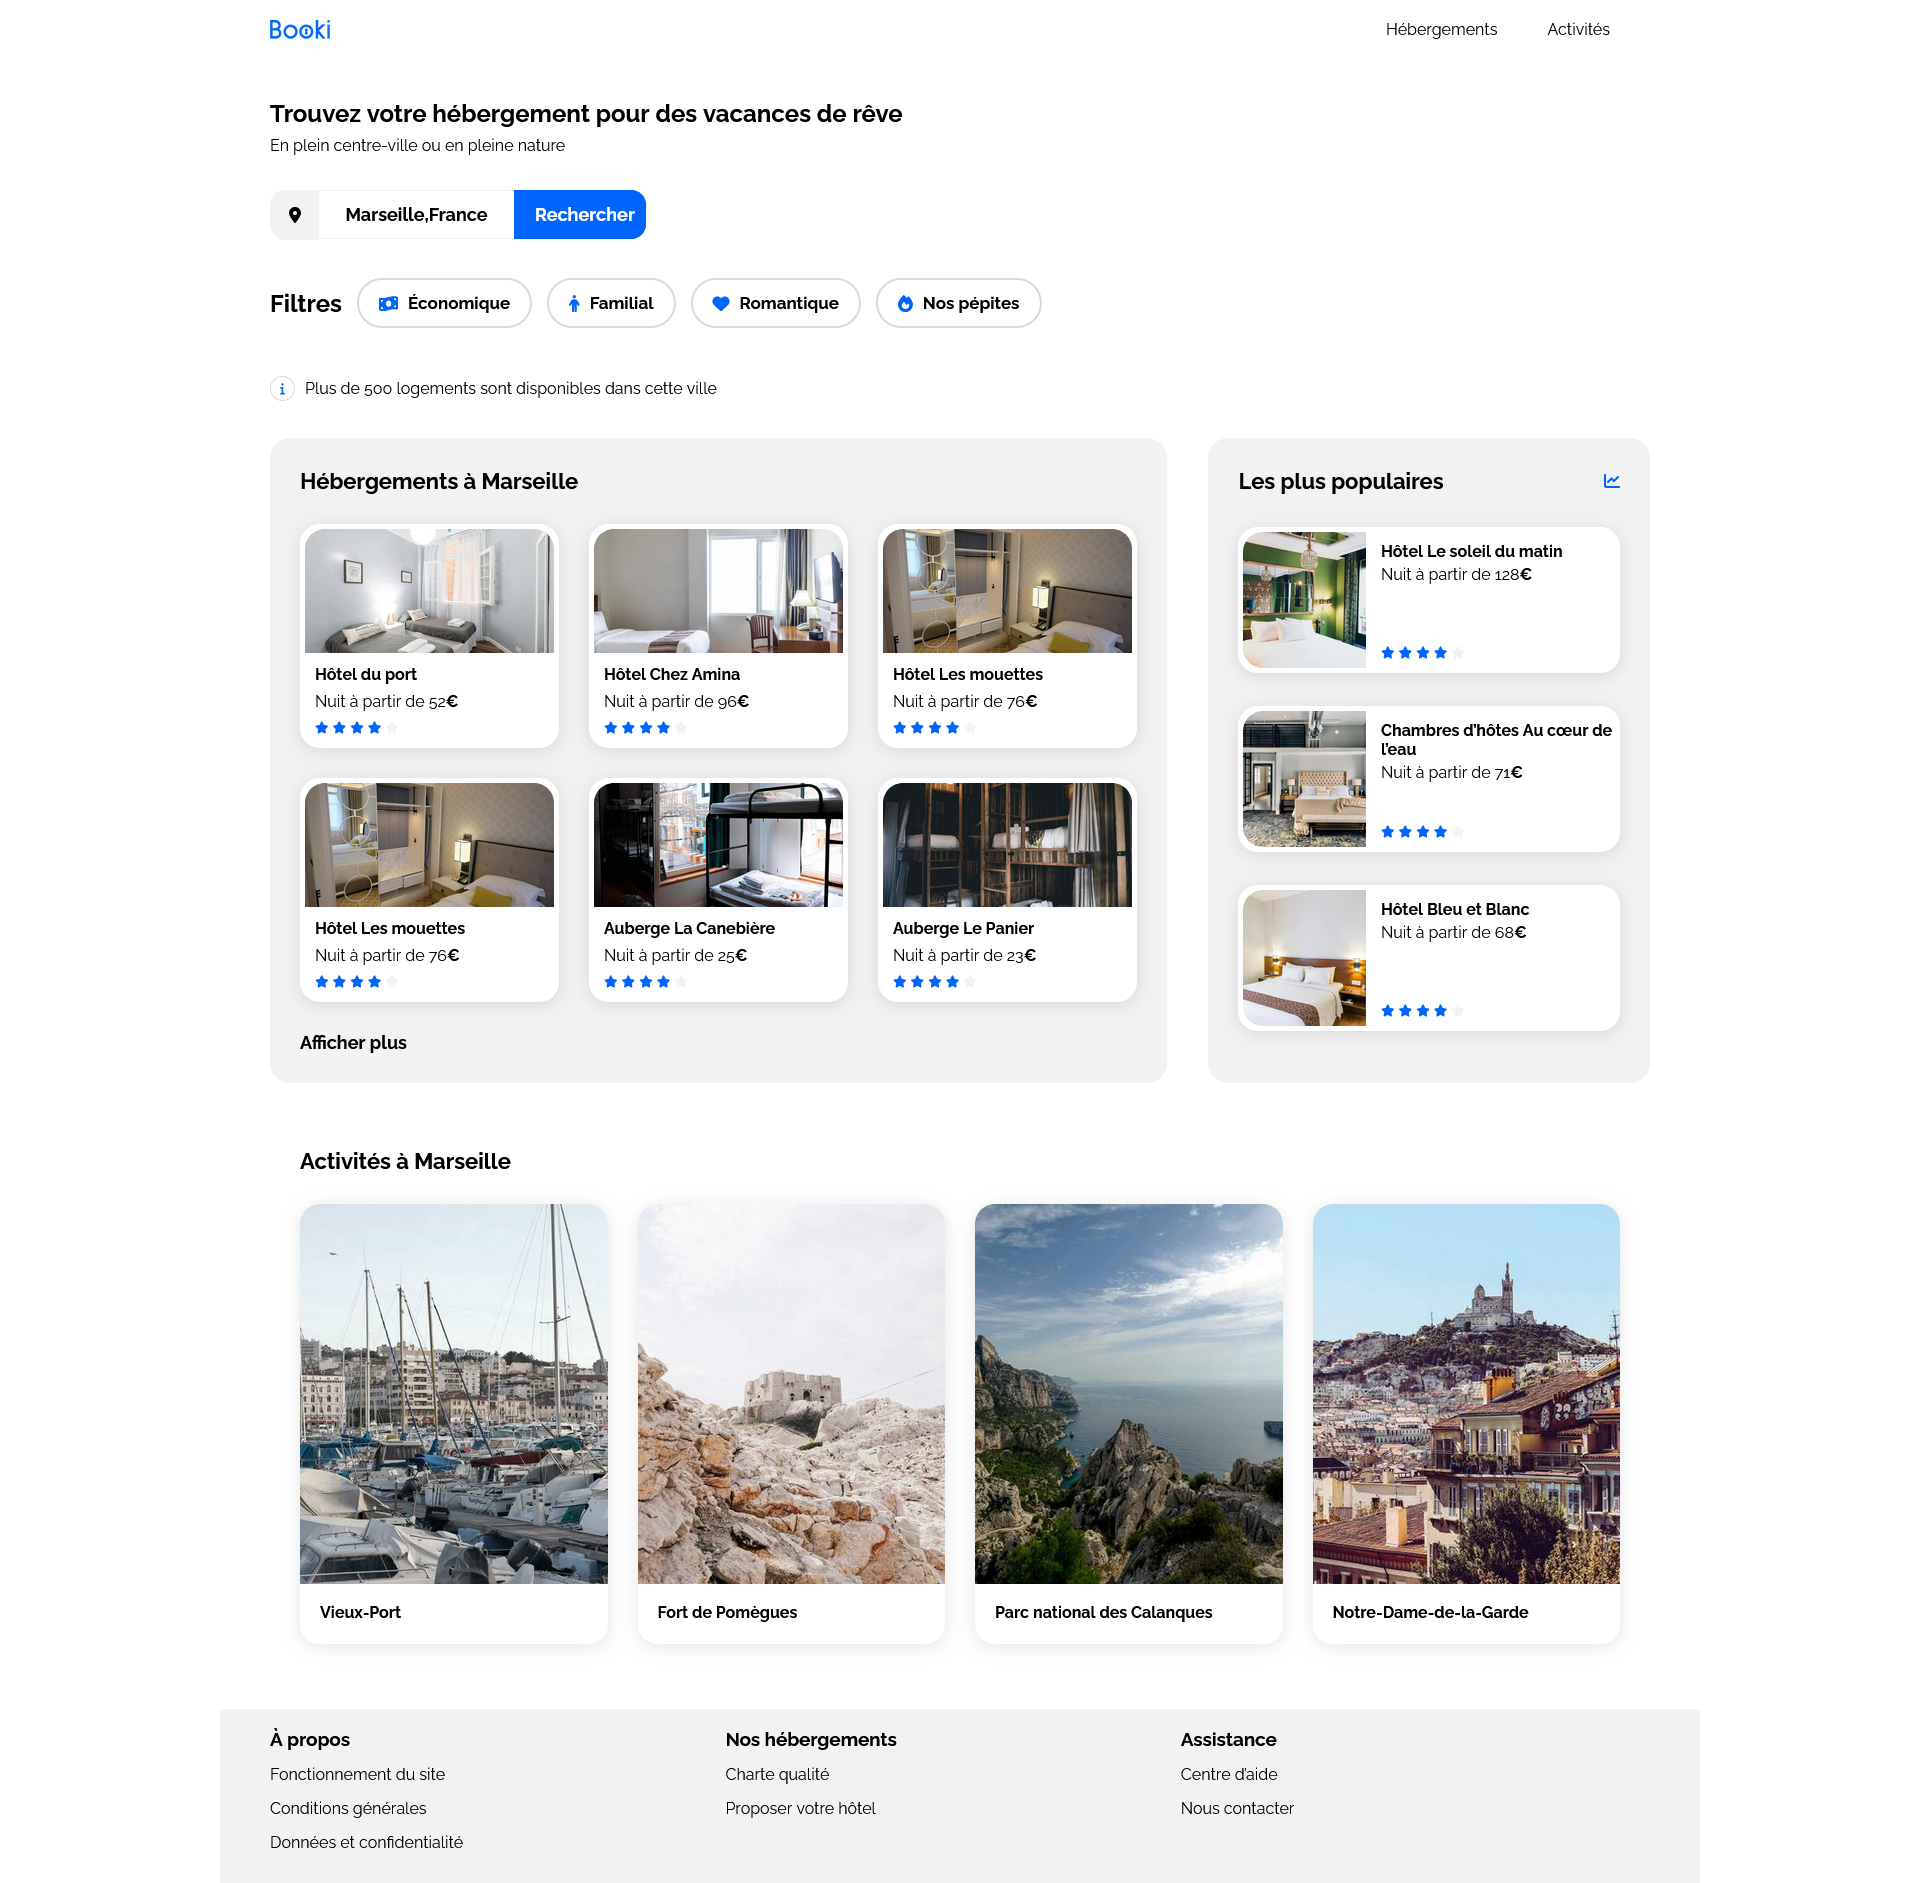 Booki
Hébergements
Activités
Trouvez votre hébergement pour des vacances de rêve
En plein centre-ville ou en pleine nature
Marseille,France
Rechercher
Filtres
Économique
Familial
Romantique
Nos pépites
Plus de 500 logements sont disponibles dans cette ville
Hébergements à Marseille
Hôtel du port
Nuit à partir de 52€
Hôtel Chez Amina
Nuit à partir de 96€
Hôtel Les mouettes
Nuit à partir de 76€
Hôtel Les mouettes
Nuit à partir de 76€
Auberge La Canebière
Nuit à partir de 25€
Auberge Le Panier
Nuit à partir de 23€
Afficher plus
Les plus populaires
Hôtel Le soleil du matin
Nuit à partir de 128€
Chambres d'hôtes Au cœur de
l'eau
Nuit à partir de 71€
Hôtel Bleu et Blanc
Nuit à partir de 68€
Activités à Marseille
Vieux-Port
Fort de Pomègues
Parc national des Calanques
Notre-Dame-de-la-Garde
À propos
Fonctionnement du site
Conditions générales
Données et confidentialité
Nos hébergements
Charte qualité
Proposer votre hôtel
Assistance
Centre d'aide
Nous contacter